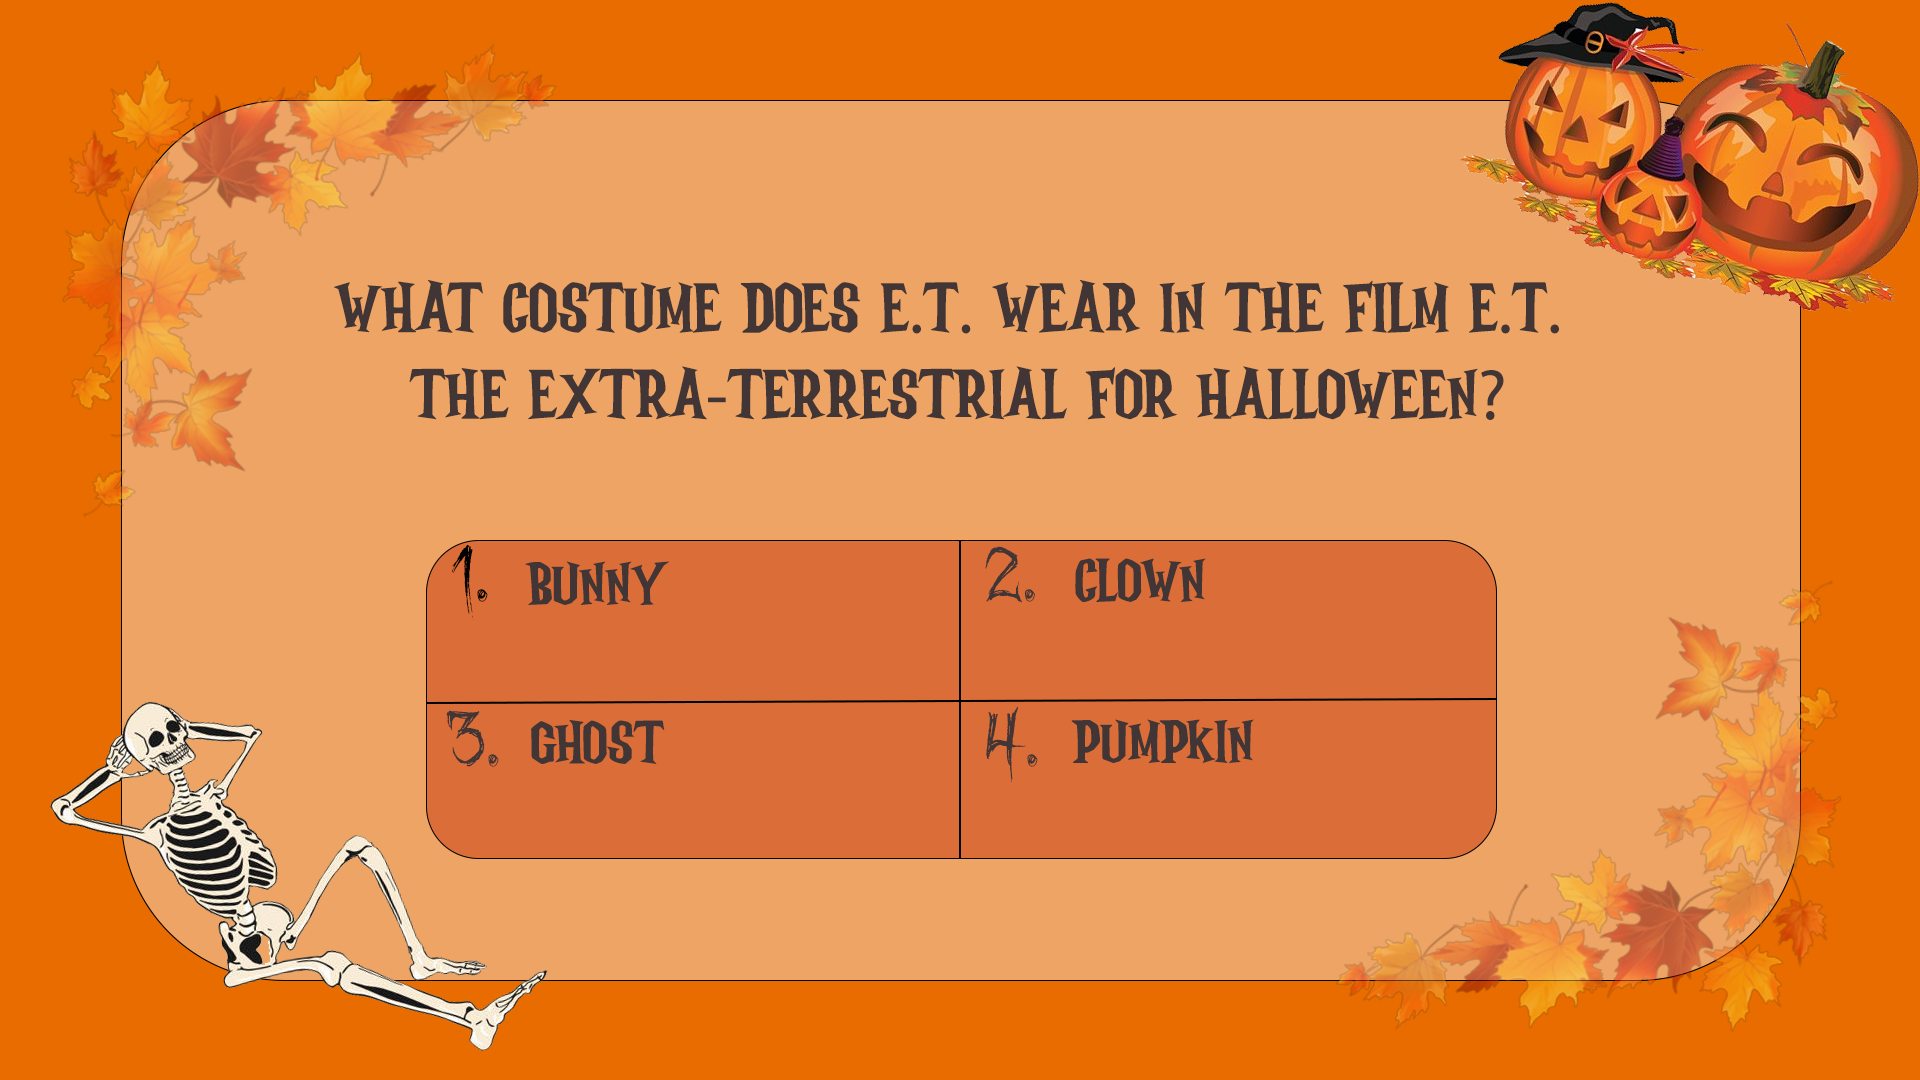 WHAT COSTUME DOES E.T. WEAR IN THE FILM E.T.
THE EXTRA-TERRESTRIAL FOR HALLOWEEN?
1. BUNNY
2. CLOWN
3. GHOST
4. PUMPKIN